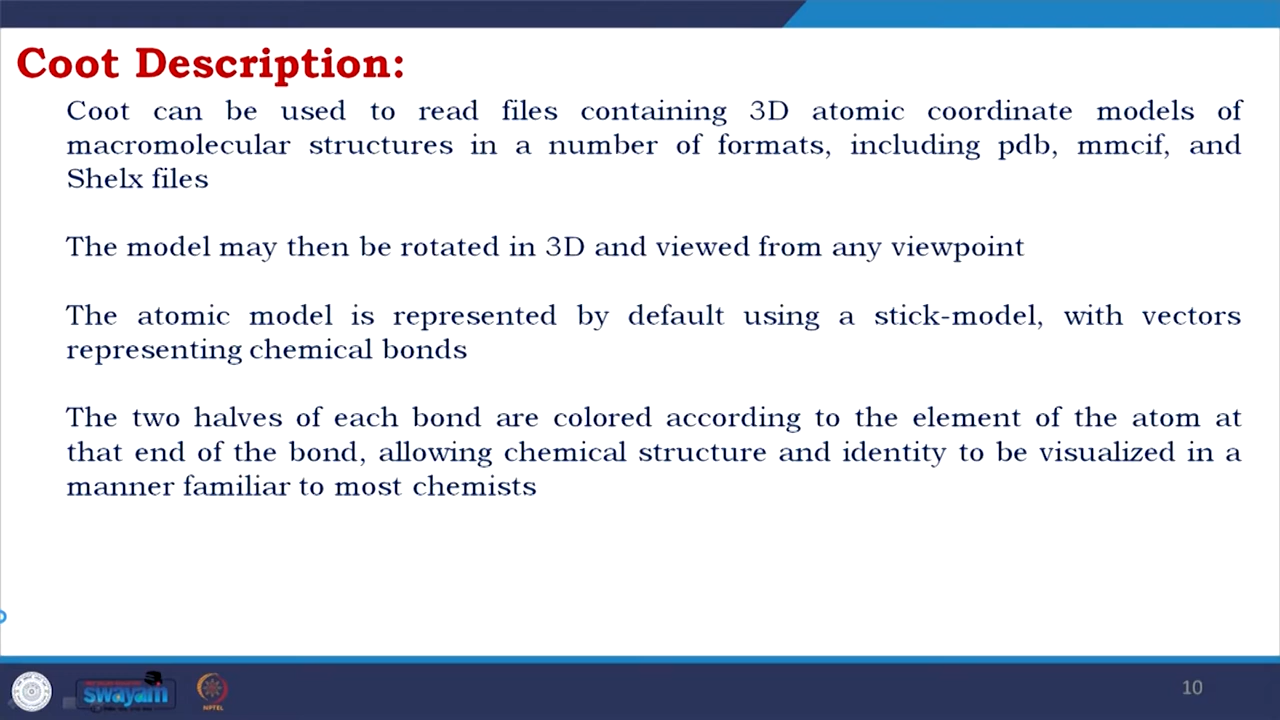 Coot Description:
Coot can be used to read files containing 3D atomic coordinate models of
macromolecular structures in a number of formats, including pdb, mmcif, and
Shelx files
The model may then be rotated in 3D and viewed from any viewpoint
The atomic model is represented by default using a stick-model, with vectors
representing chemical bonds
The two halves of each bond are colored according to the element of the atom at
that end of the bond, allowing chemical structure and identity to be visualized in a
manner familiar to most chemists
swayam
NPTEL
10